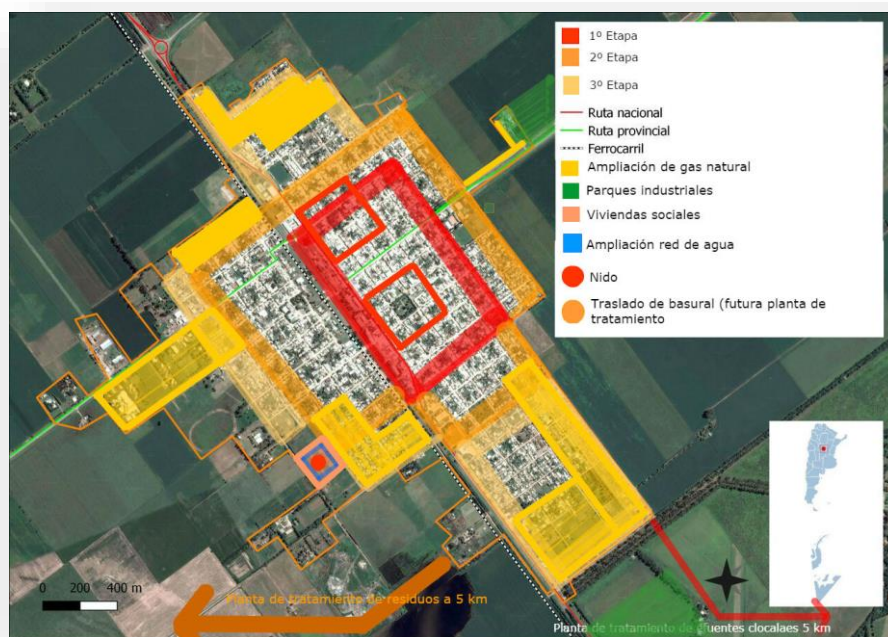 1º Etapa
2º Etapa
3º Etapa
Ruta nacional
Ruta provincial
Ferrocarril
Ampliación de gas natural
Parques industriales
Viviendas sociales
Ampliación red de agua
Nido
Traslado de basural (futura planta de
tratamiento
0 200 400 m
Planta de tratamiento de residuos a 5 km
Planta de tratamiento de efuentes clocalaes 5 km